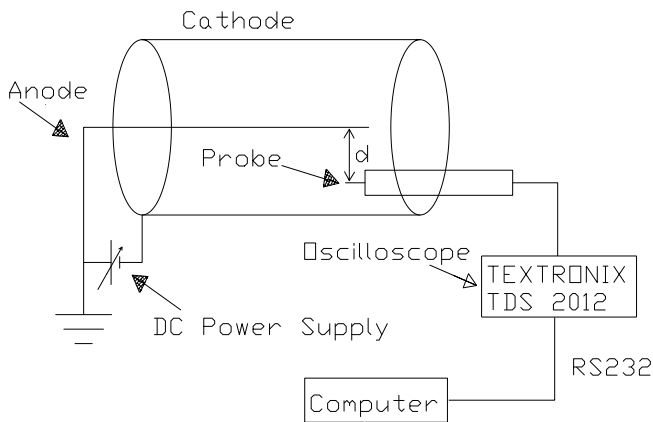 Cathode
Anode
d
Probe
Oscilloscope
TEXTRONIX
TDS 2012
DC Power Supply
RS232
Computer